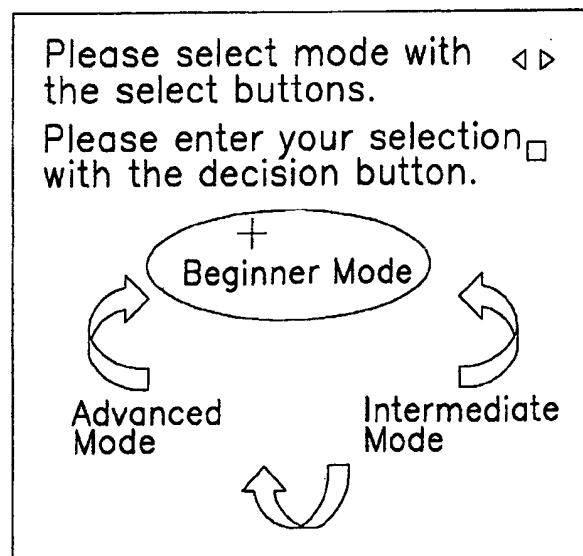 Please select mode with ◁ ▷
the select buttons.
Please enter your selection □
with the decision button.
Beginner Mode
Advanced
Mode
Intermediate
Mode